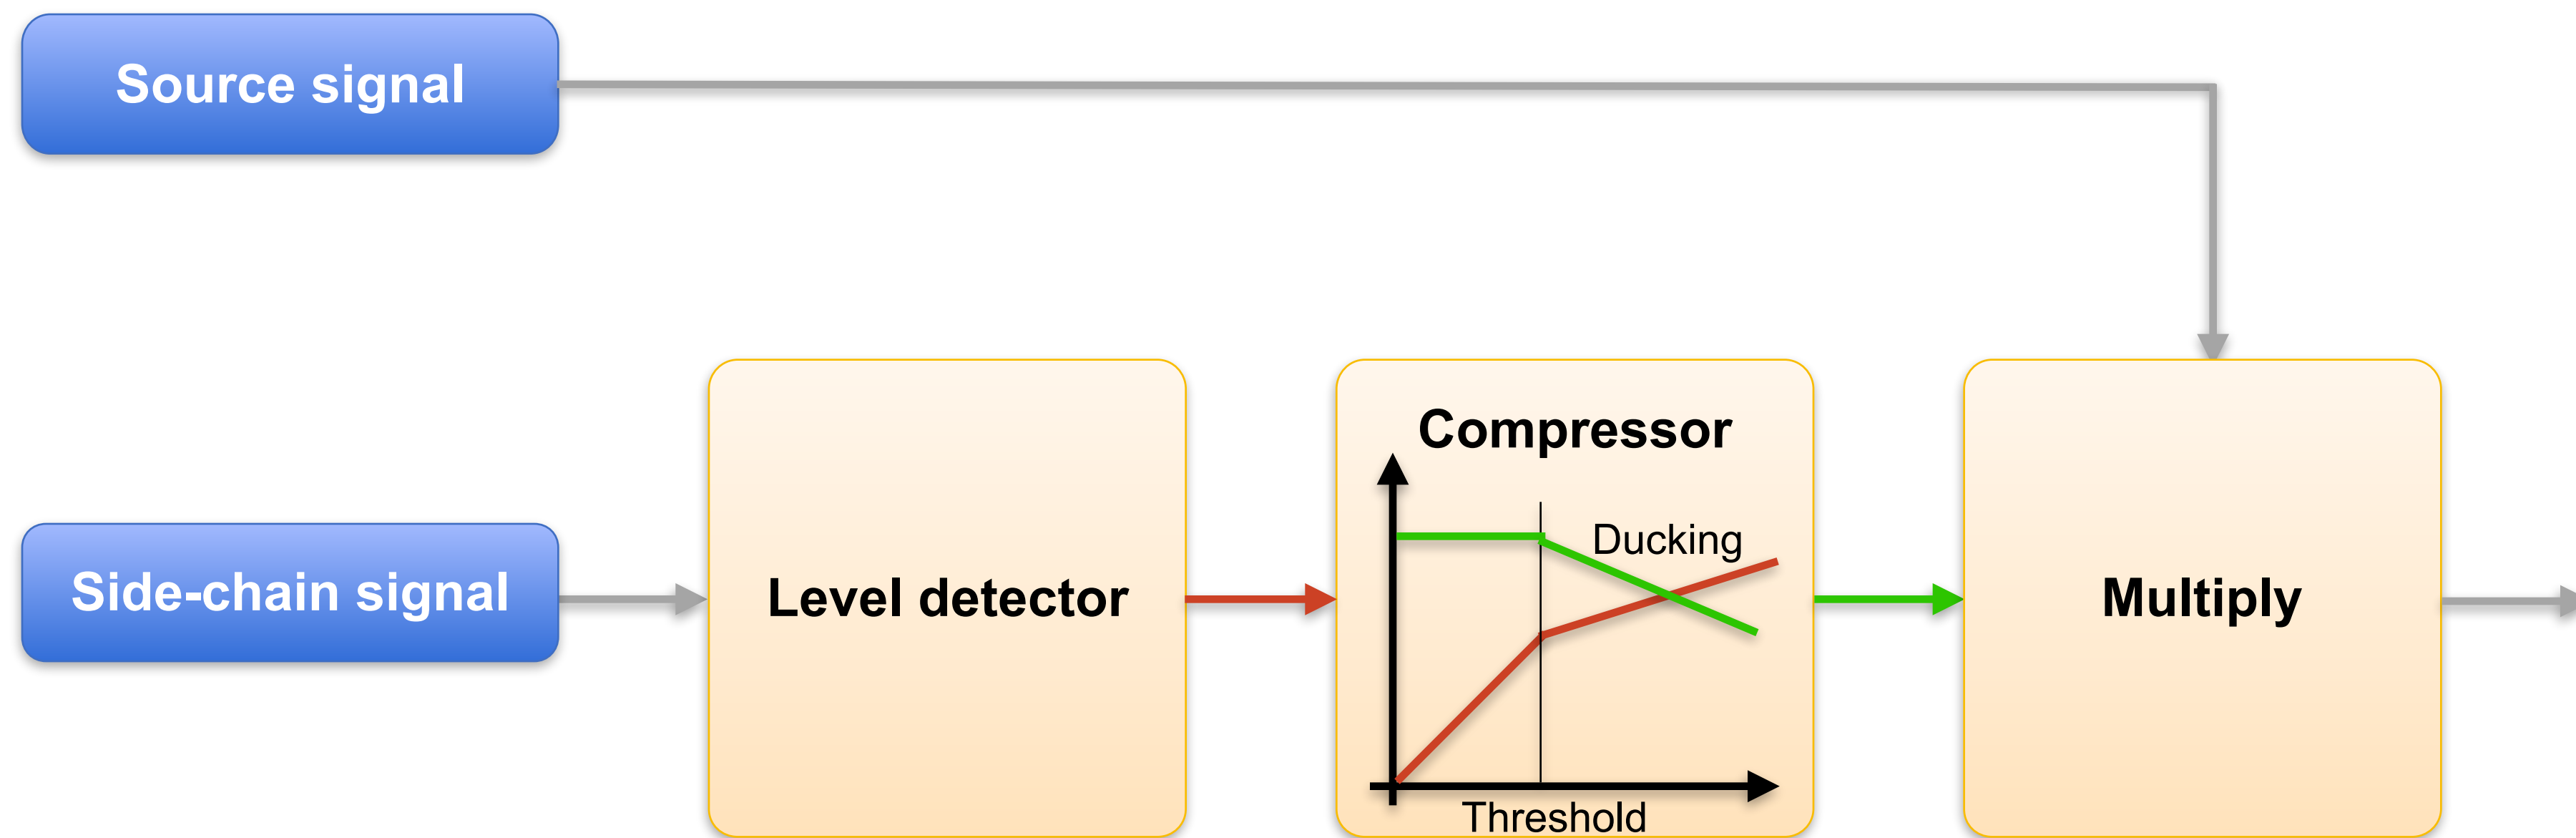 Source signal
Side-chain signal
Level detector
Compressor
Ducking
Threshold
Multiply